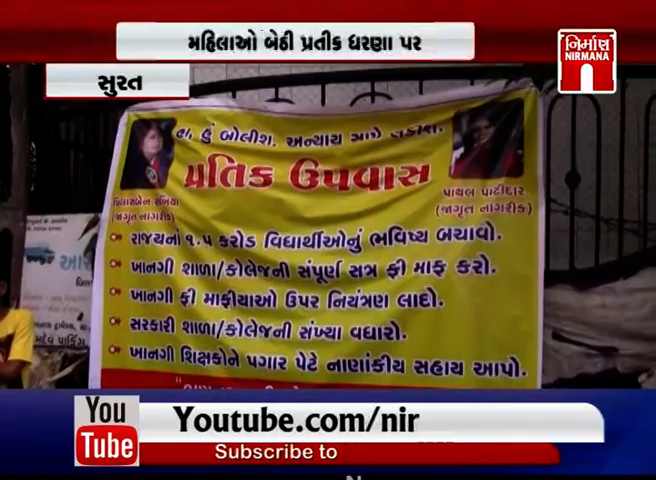 મહિલાઓ બેઠી પ્રતીક ધરણા પર
નિર્માણ
NIRMANA
સુરત
હા, હું બોલીશ, અન્યાય સામે લડીશ.
પ્રતિક ઉપવાસ
પાયલ પાટીદાર
(જાગૃત નાગરીક)
(જાગૃત નાગરીક)
રાજ્યનાં ૧.૫ કરોડ વિદ્યાર્થીઓનું ભવિષ્ય બચાવો.
ખાનગી શાળા/કોલેજની સંપૂર્ણ સત્ર ફી માફ કરો.
ખાનગી ફી માફીયાઓ ઉપર નિયંત્રણ લાદો.
સરકારી શાળા/કોલેજની સંખ્યા વધારો.
ખાનગી શિક્ષકોને પગાર પેટે નાણાંકીય સહાય આપો.
You
Tube
Youtube.com/nir
Subscribe to